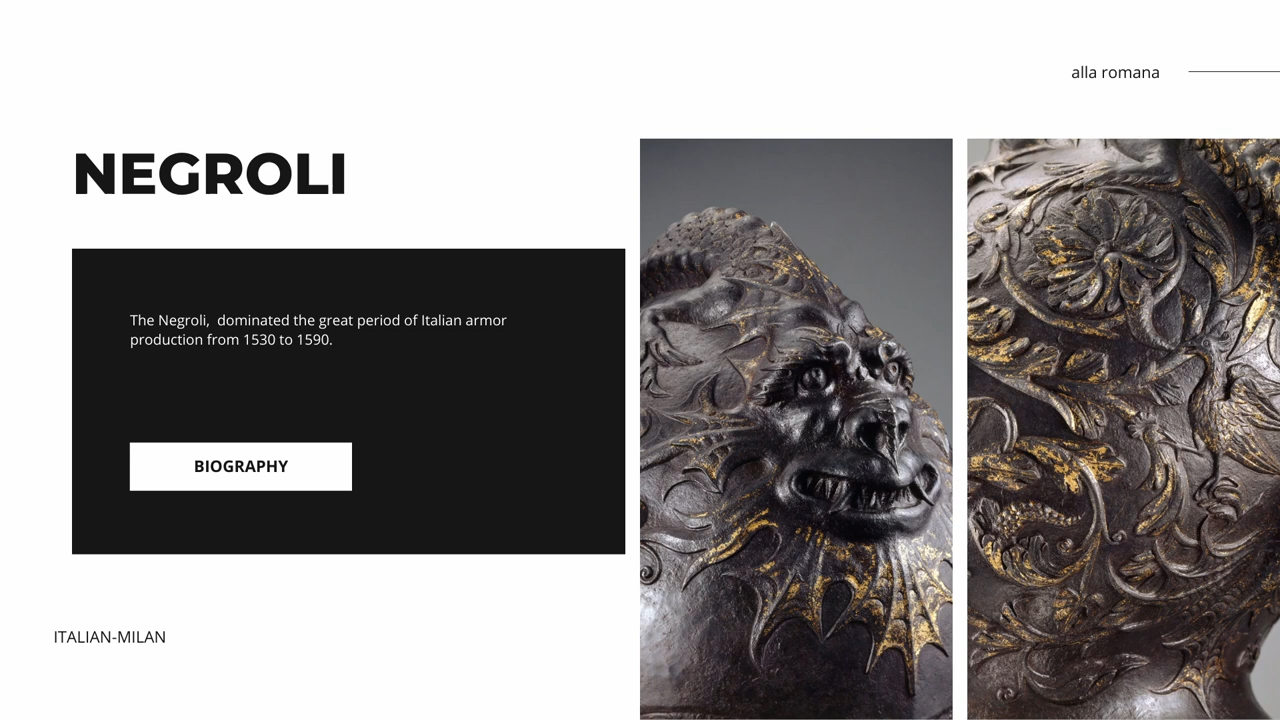 alla romana
NEGROLI
The Negroli,  dominated the great period of Italian armor
production from 1530 to 1590.
BIOGRAPHY
ITALIAN-MILAN